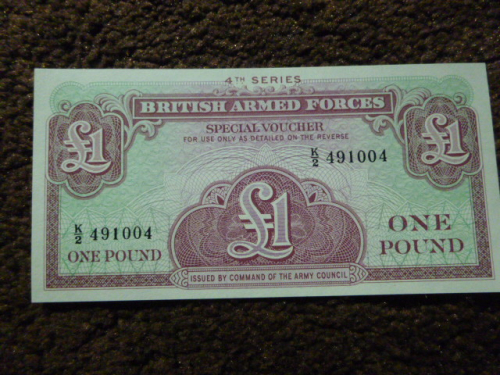 4TH SERIES
BRITISH ARMED FORCES
£1
£1
SPECIAL VOUCHER
FOR USE ONLY AS DETAILED ON THE REVERSE
K/2 491004
K/2 491004
ONE POUND
£1
ONE
POUND
ISSUED BY COMMAND OF THE ARMY COUNCIL